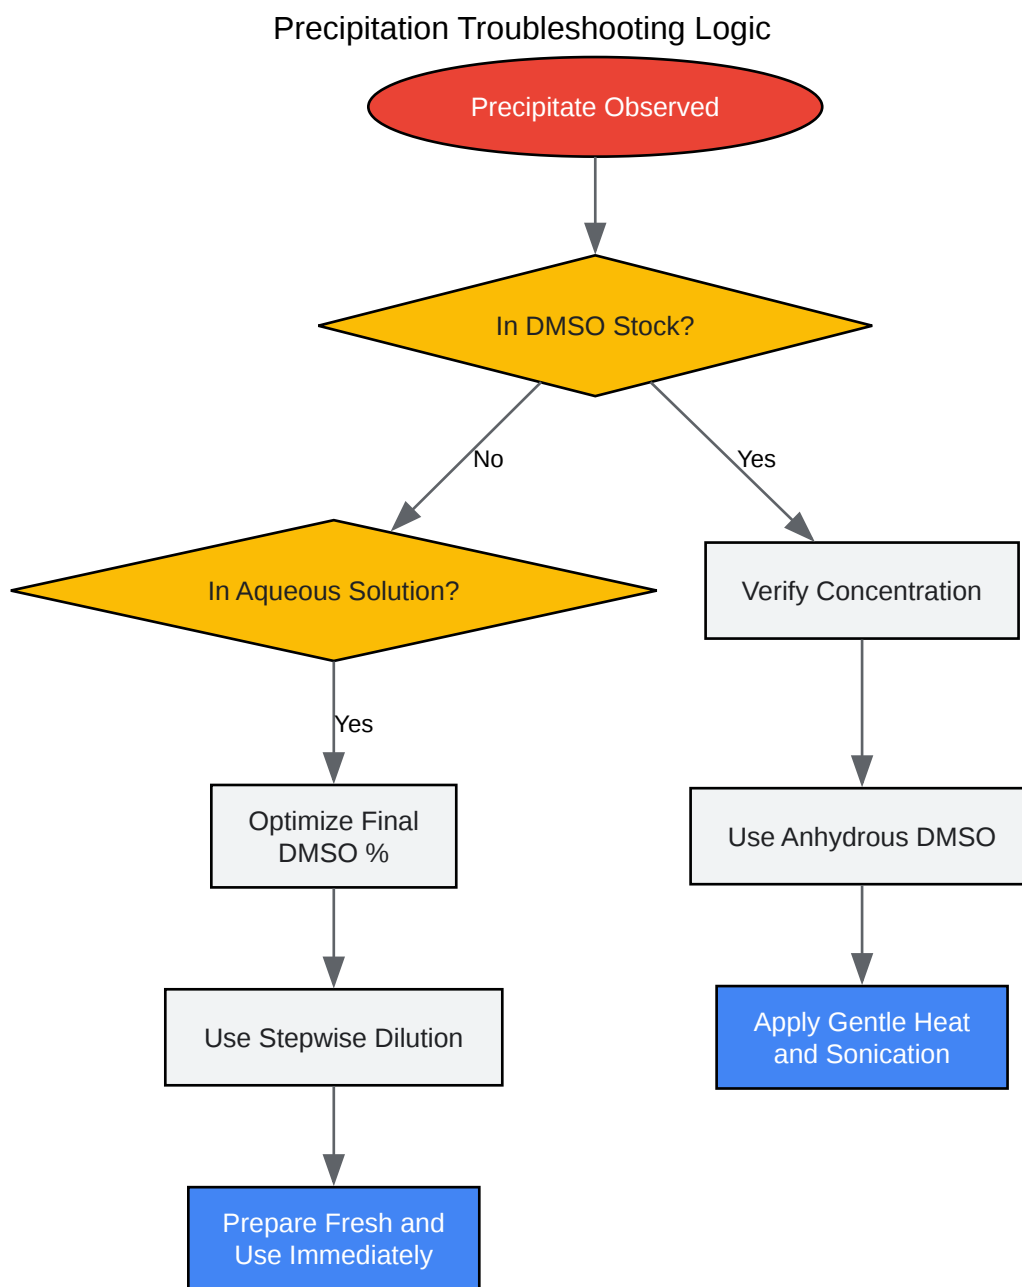 Precipitation Troubleshooting Logic
Precipitate Observed
In DMSO Stock?
No
Yes
In Aqueous Solution?
Verify Concentration
Yes
Optimize Final
DMSO %
Use Anhydrous DMSO
Use Stepwise Dilution
Apply Gentle Heat
and Sonication
Prepare Fresh and
Use Immediately